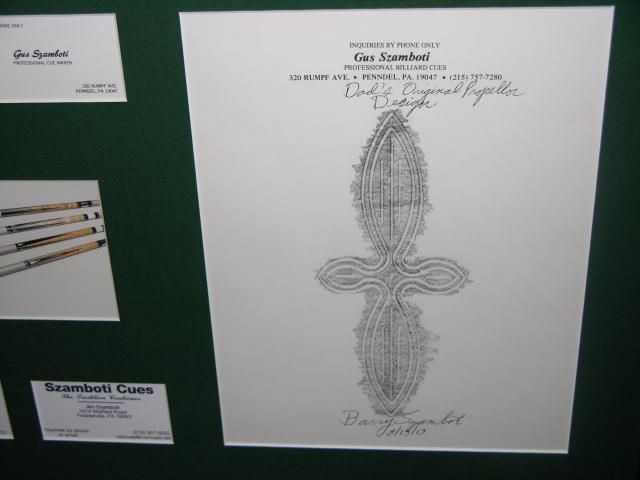 NE ONLY
Gus Szamboti
PROFESSIONAL CUE MAKER
320 RUMPF AVE.
PENNDEL, PA. 19047
INQUIRIES BY PHONE ONLY
Gus Szamboti
PROFESSIONAL BILLIARD CUES
320 RUMPF AVE. • PENNDEL, PA. 19047 • (215) 757-7280
Dad's Original Propellor
Design
Barry Szamboti
Szamboti Cues
The Tradition Continues
Inquiries by phone
or email